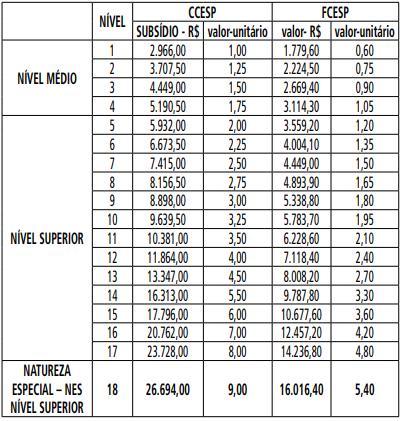 NÍVEL CCESP FCESP
SUBSÍDIO - R$ valor-unitário valor- R$ valor-unitário
NÍVEL MÉDIO
1 2.966,00 1,00 1.779,60 0,60
2 3.707,50 1,25 2.224,50 0,75
3 4.449,00 1,50 2.669,40 0,90
4 5.190,50 1,75 3.114,30 1,05
NÍVEL SUPERIOR
5 5.932,00 2,00 3.559,20 1,20
6 6.673,50 2,25 4.004,10 1,35
7 7.415,00 2,50 4.449,00 1,50
8 8.156,50 2,75 4.893,90 1,65
9 8.898,00 3,00 5.338,80 1,80
10 9.639,50 3,25 5.783,70 1,95
11 10.381,00 3,50 6.228,60 2,10
12 11.864,00 4,00 7.118,40 2,40
13 13.347,00 4,50 8.008,20 2,70
14 16.313,00 5,50 9.787,80 3,30
15 17.796,00 6,00 10.677,60 3,60
16 20.762,00 7,00 12.457,20 4,20
17 23.728,00 8,00 14.236,80 4,80
NATUREZA
ESPECIAL – NES
NÍVEL SUPERIOR
18 26.694,00 9,00 16.016,40 5,40